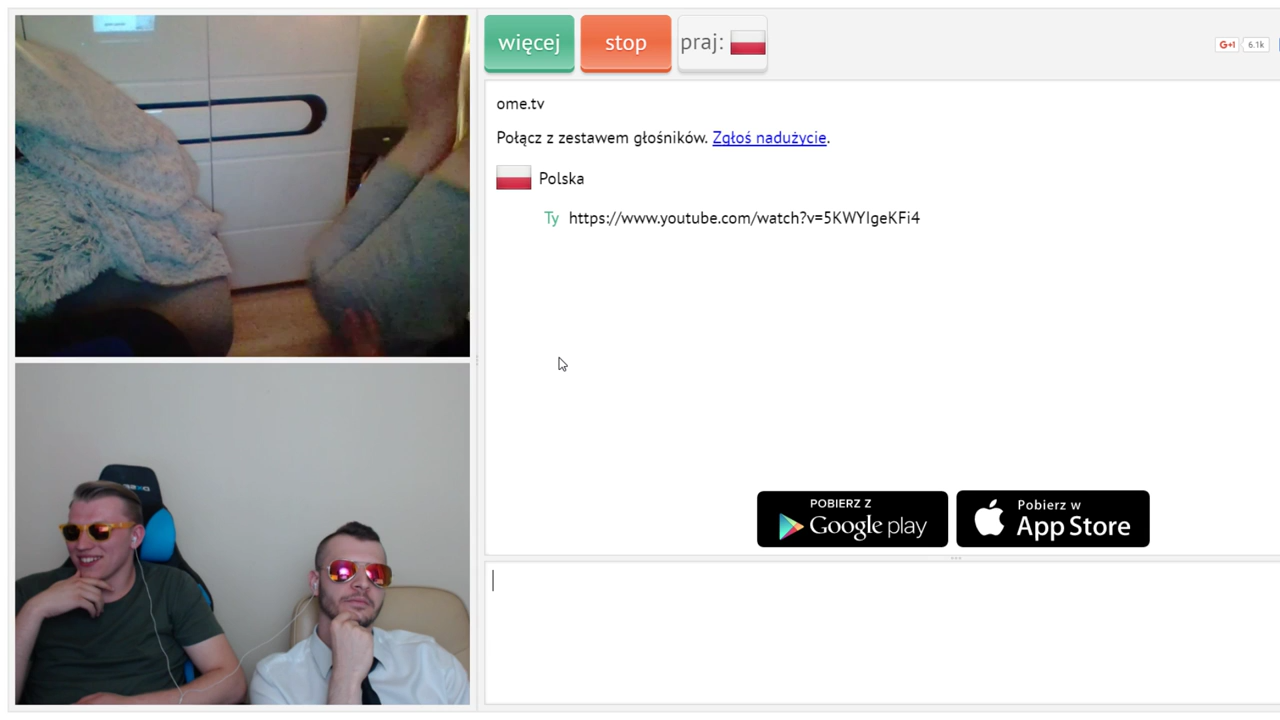 więcej
stop
praj:
G+1 6.1k
ome.tv
Połącz z zestawem głośników. Zgłoś nadużycie.
Polska
Ty https://www.youtube.com/watch?v=5KWYIgeKFi4
POBIERZ Z
Google play
Pobierz w
App Store